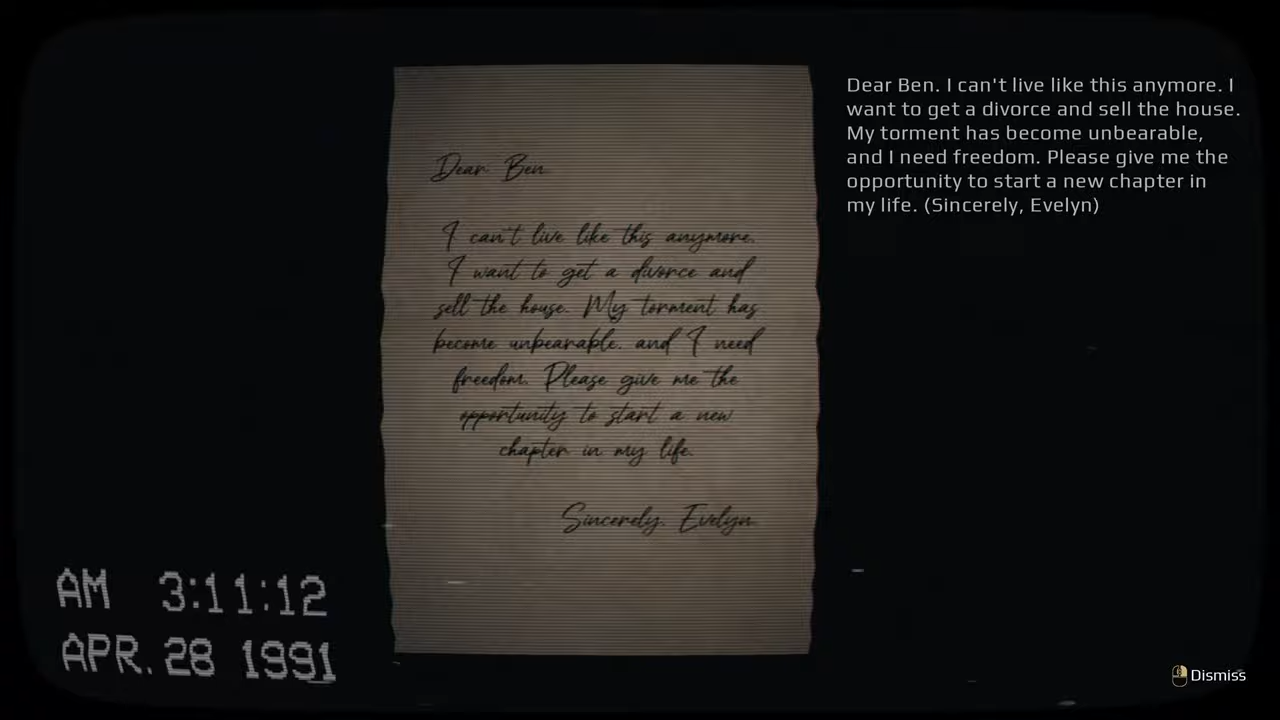 Dear Ben
I can't live like this anymore.
I want to get a divorce and
sell the house. My torment has
become unbearable, and I need
freedom. Please give me the
opportunity to start a new
chapter in my life.
Sincerely, Evelyn
Dear Ben. I can't live like this anymore. I
want to get a divorce and sell the house.
My torment has become unbearable,
and I need freedom. Please give me the
opportunity to start a new chapter in
my life. (Sincerely, Evelyn)
AM 3:11:12
APR. 28 1991
Dismiss